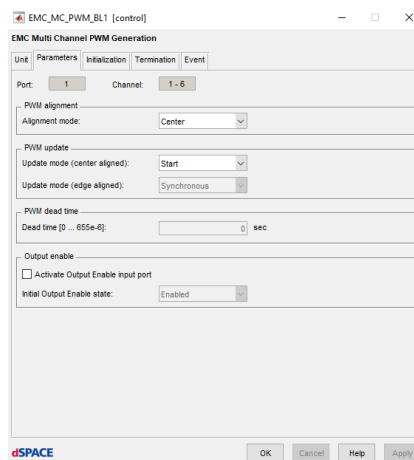 EMC_MC_PWM_BL1 [control]
EMC Multi Channel PWM Generation
Unit Parameters Initialization Termination Event
Port: 1 Channel: 1 - 6
PWM alignment
Alignment mode: Center
PWM update
Update mode (center aligned): Start
Update mode (edge aligned): Synchronous
PWM dead time
Dead time [0 ... 655e-6]: 0 sec
Output enable
Activate Output Enable input port
Initial Output Enable state: Enabled
dSPACE OK Cancel Help Apply